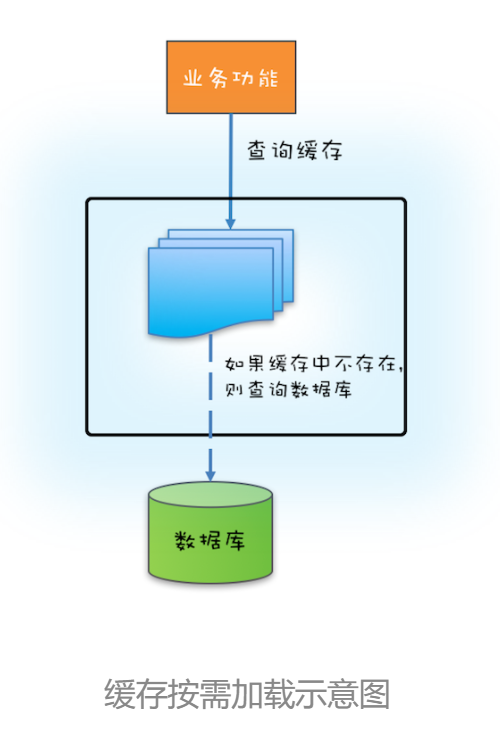 业务功能
查询缓存
如果缓存中不存在,
则查询数据库
数据库
缓存按需加载示意图